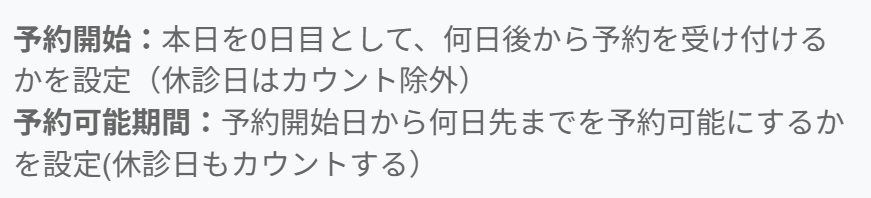 予約開始：本日を0日目として、何日後から予約を受け付ける
かを設定（休診日はカウント除外）
予約可能期間：予約開始日から何日先までを予約可能にするか
を設定(休診日もカウントする）